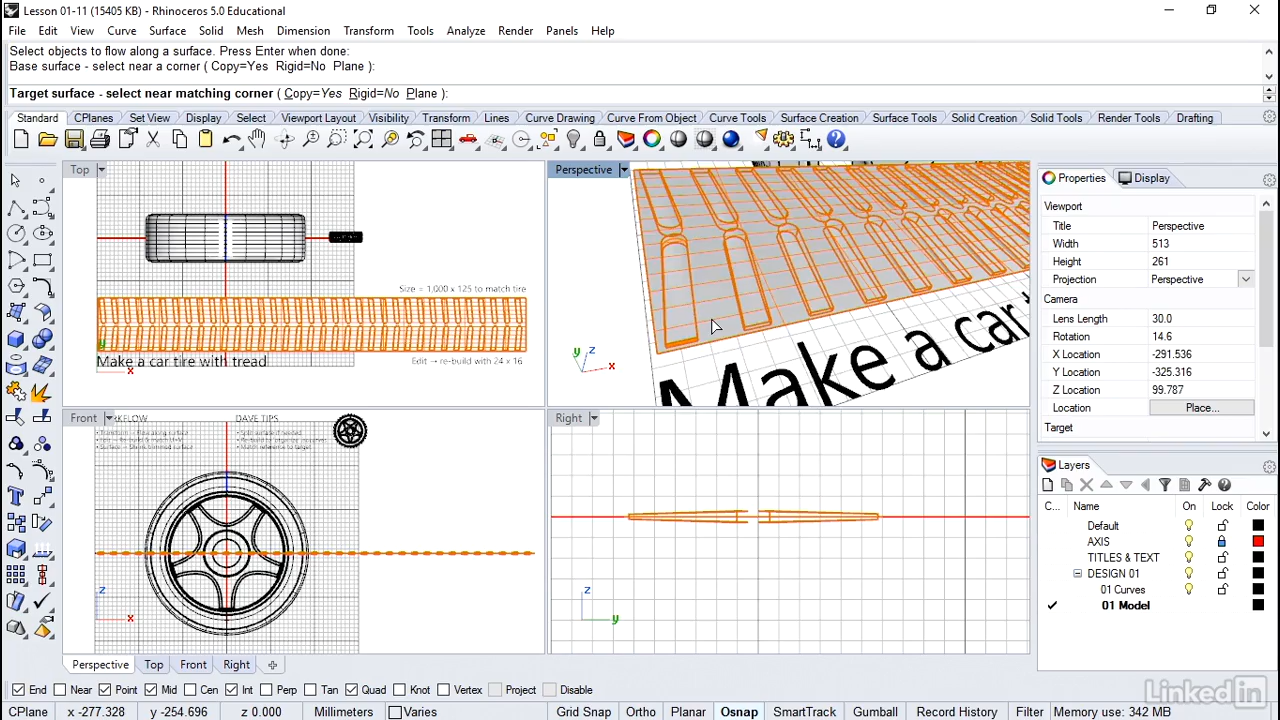 Lesson 01-11 (15405 KB) - Rhinoceros 5.0 Educational
File Edit View Curve Surface Solid Mesh Dimension Transform Tools Analyze Render Panels Help
Select objects to flow along a surface. Press Enter when done:
Base surface - select near a corner ( Copy=Yes Rigid=No Plane ):
Target surface - select near matching corner ( Copy=Yes Rigid=No Plane ):
Standard CPlanes Set View Display Select Viewport Layout Visibility Transform Lines Curve Drawing Curve From Object Curve Tools Surface Creation Surface Tools Solid Creation Solid Tools Render Tools Drafting
Top
Size = 1,000 x 125 to match tire
Make a car tire with tread
Edit → re-build with 24 x 16
y
x
Perspective
Make a car
y z
x
Front
WORKFLOW DAVE TIPS
z
x
Right
z
y
Properties Display
Viewport
Title Perspective
Width 513
Height 261
Projection Perspective
Camera
Lens Length 30.0
Rotation 14.6
X Location -291.536
Y Location -325.316
Z Location 99.787
Location Place...
Target
Layers
C... Name On Lock Color
Default
AXIS
TITLES & TEXT
DESIGN 01
01 Curves
01 Model
Perspective Top Front Right
End Near Point Mid Cen Int Perp Tan Quad Knot Vertex Project Disable
CPlane x -277.328 y -254.696 z 0.000 Millimeters Varies Grid Snap Ortho Planar Osnap SmartTrack Gumball Record History Filter Memory use: 342 MB
Linked in